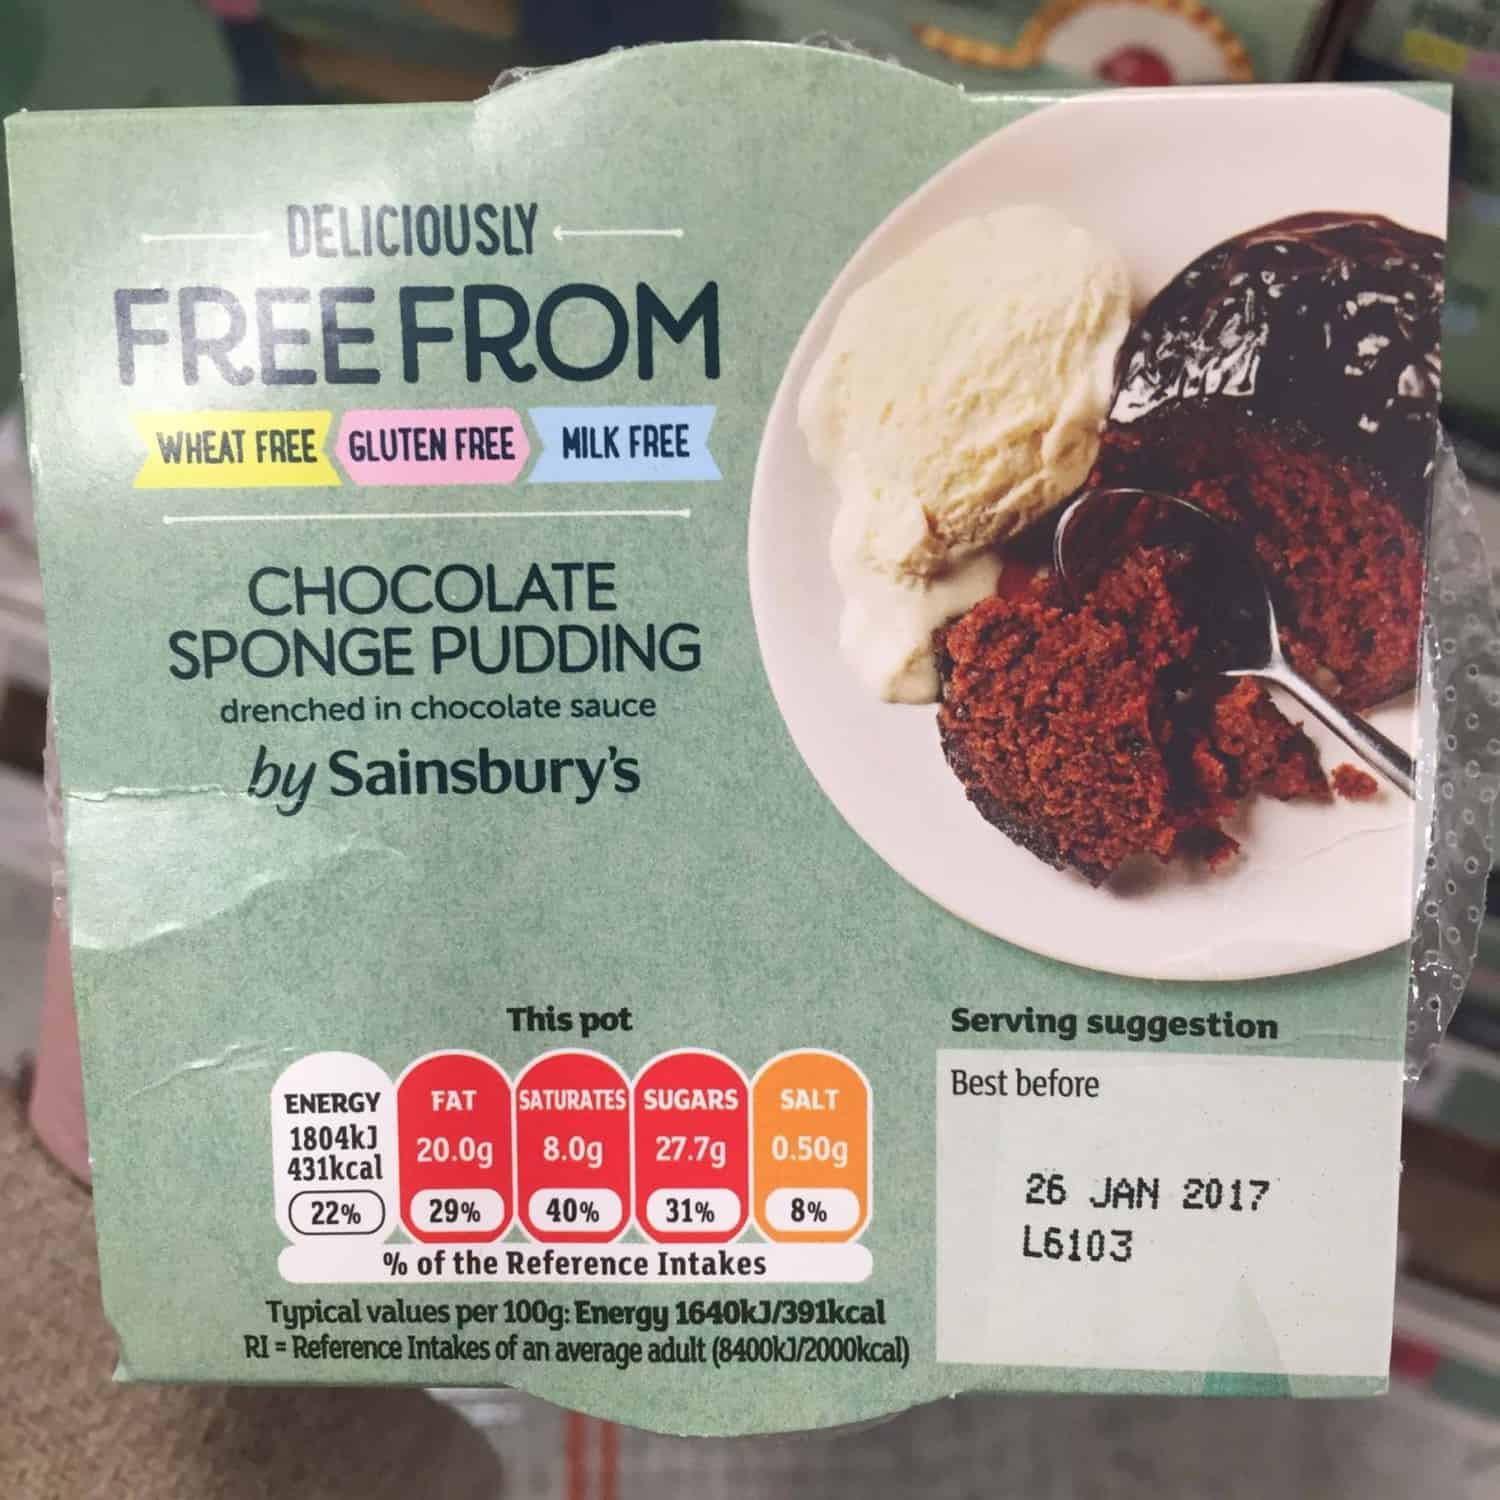 DELICIOUSLY
FREE FROM
WHEAT FREE GLUTEN FREE MILK FREE
CHOCOLATE
SPONGE PUDDING
drenched in chocolate sauce
by Sainsbury's
This pot
ENERGY FAT SATURATES SUGARS SALT
1804kJ
431kcal 20.0g 8.0g 27.7g 0.50g
22% 29% 40% 31% 8%
% of the Reference Intakes
Typical values per 100g: Energy 1640kJ/391kcal
RI = Reference Intakes of an average adult (8400kJ/2000kcal)
Serving suggestion
Best before
26 JAN 2017
L6103